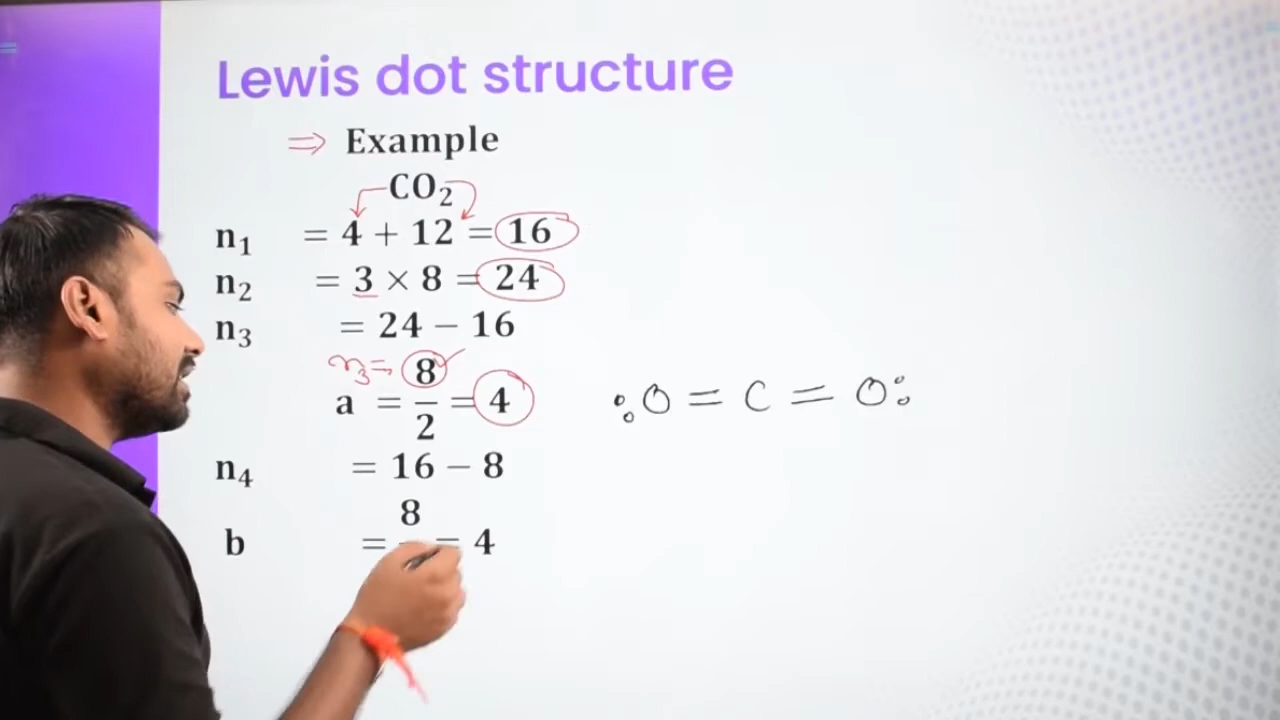 Lewis dot structure
⇒ Example
CO₂
n₁ = 4 + 12 = 16
n₂ = 3 × 8 = 24
n₃ = 24 − 16
n₃ = 8
a = 8/2 = 4
:O = C = O:
n₄ = 16 − 8
8
b = = 4